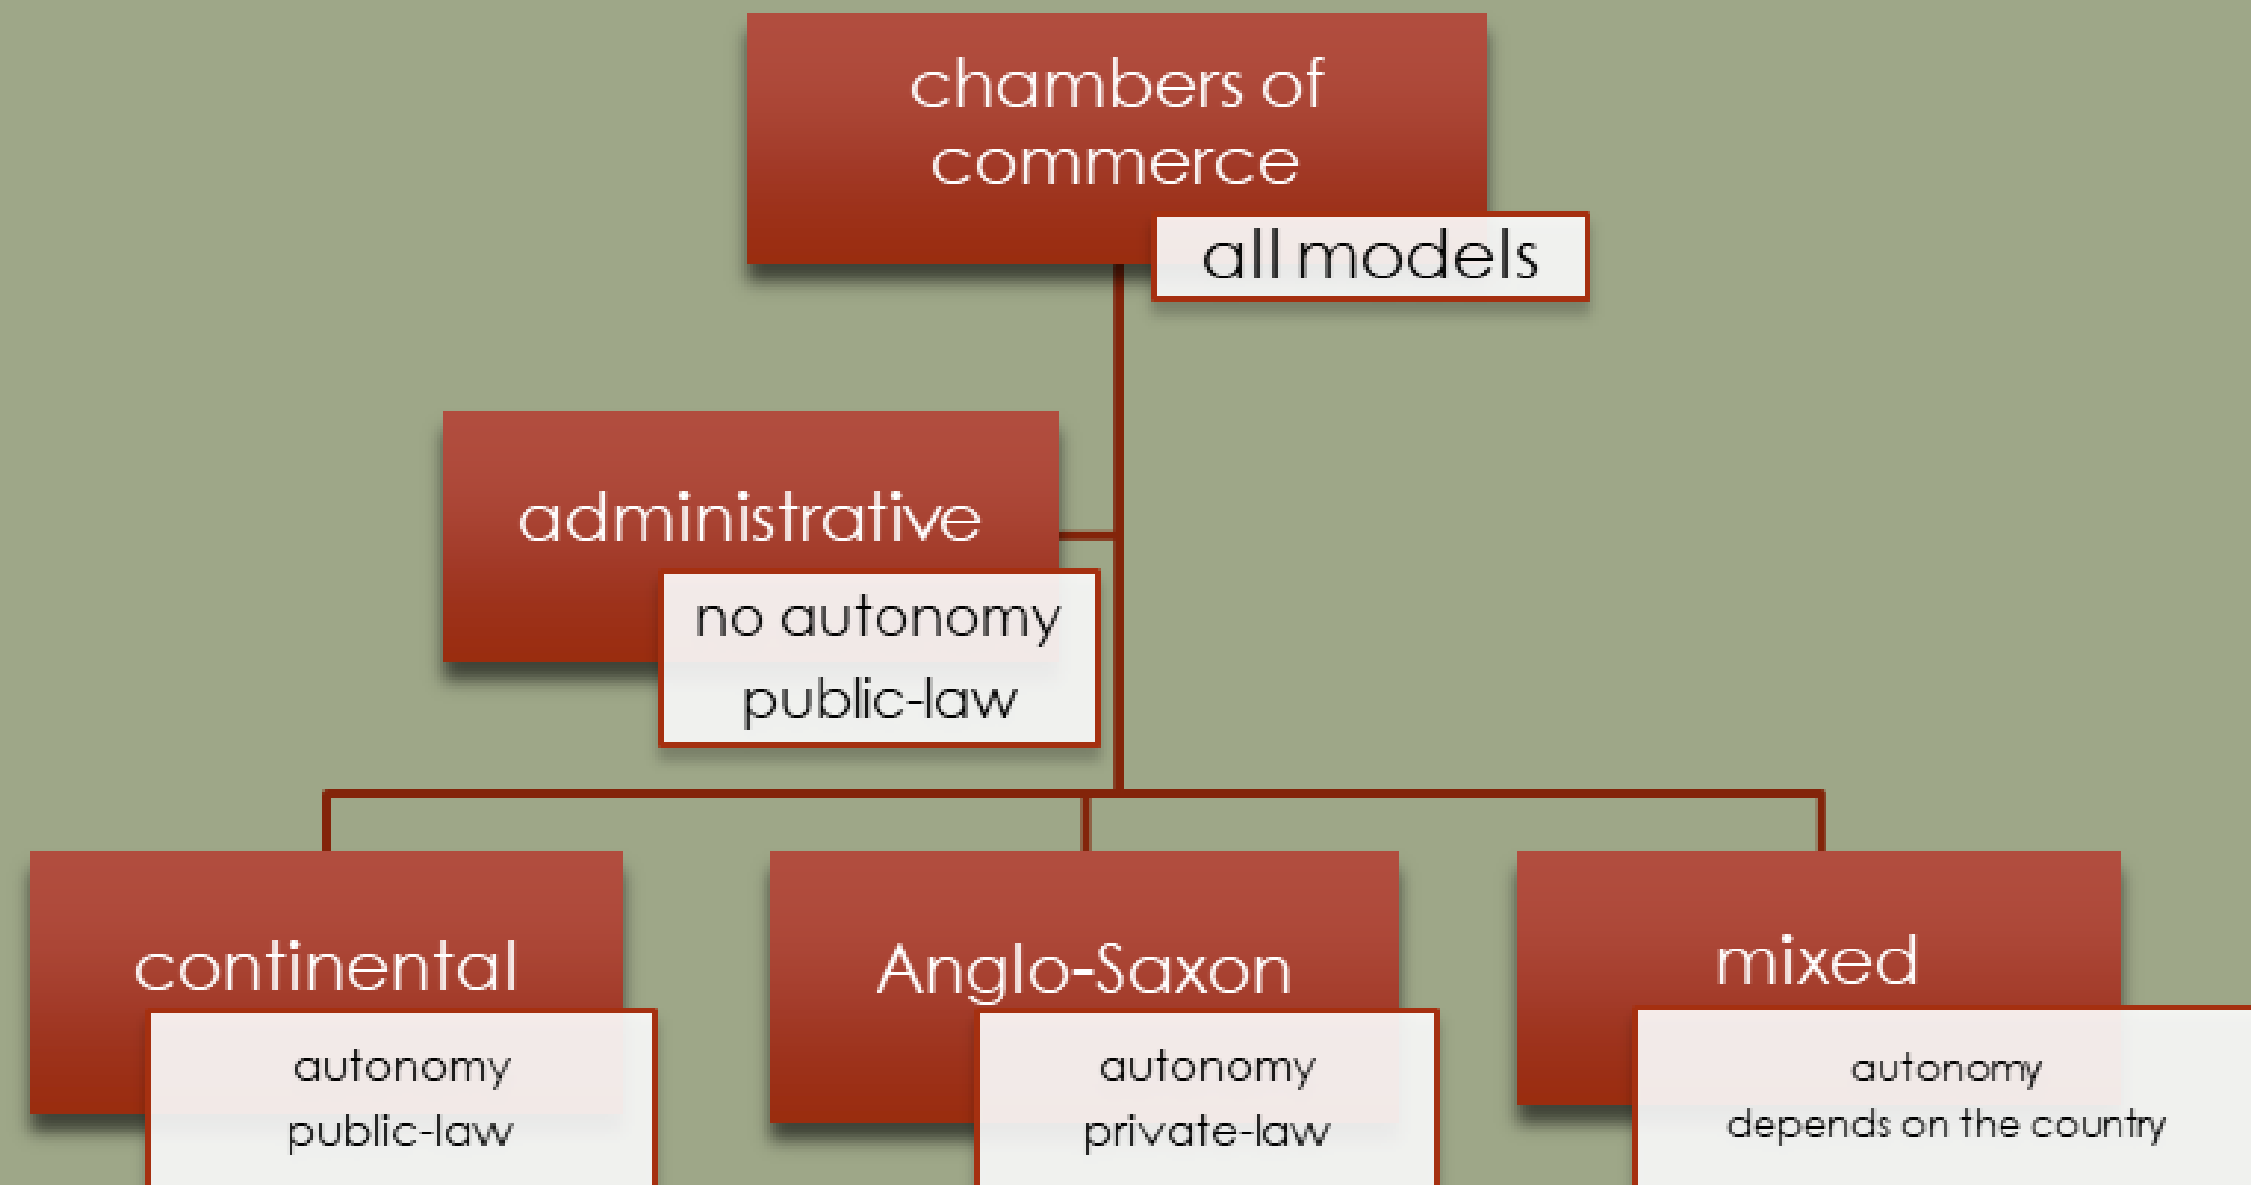 chambers of
commerce
all models
administrative
no autonomy
public-law
continental
autonomy
public-law
Anglo-Saxon
autonomy
private-law
mixed
autonomy
depends on the country